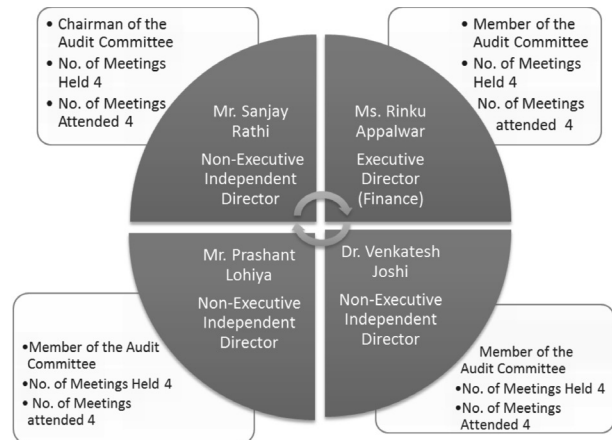 • Chairman of the
Audit Committee
• No. of Meetings
Held 4
• No. of Meetings
Attended 4
Mr. Sanjay
Rathi
Non-Executive
Independent
Director
Ms. Rinku
Appalwar
Executive
Director
(Finance)
• Member of the
Audit Committee
• No. of Meetings
Held 4
No. of Meetings
attended 4
•Member of the Audit
Committee
•No. of Meetings Held 4
• No. of Meetings
attended 4
Mr. Prashant
Lohiya
Non-Executive
Independent
Director
Dr. Venkatesh
Joshi
Non-Executive
Independent
Director
Member of the
Audit Committee
•No. of Meetings Held 4
•No. of Meetings
Attended 4